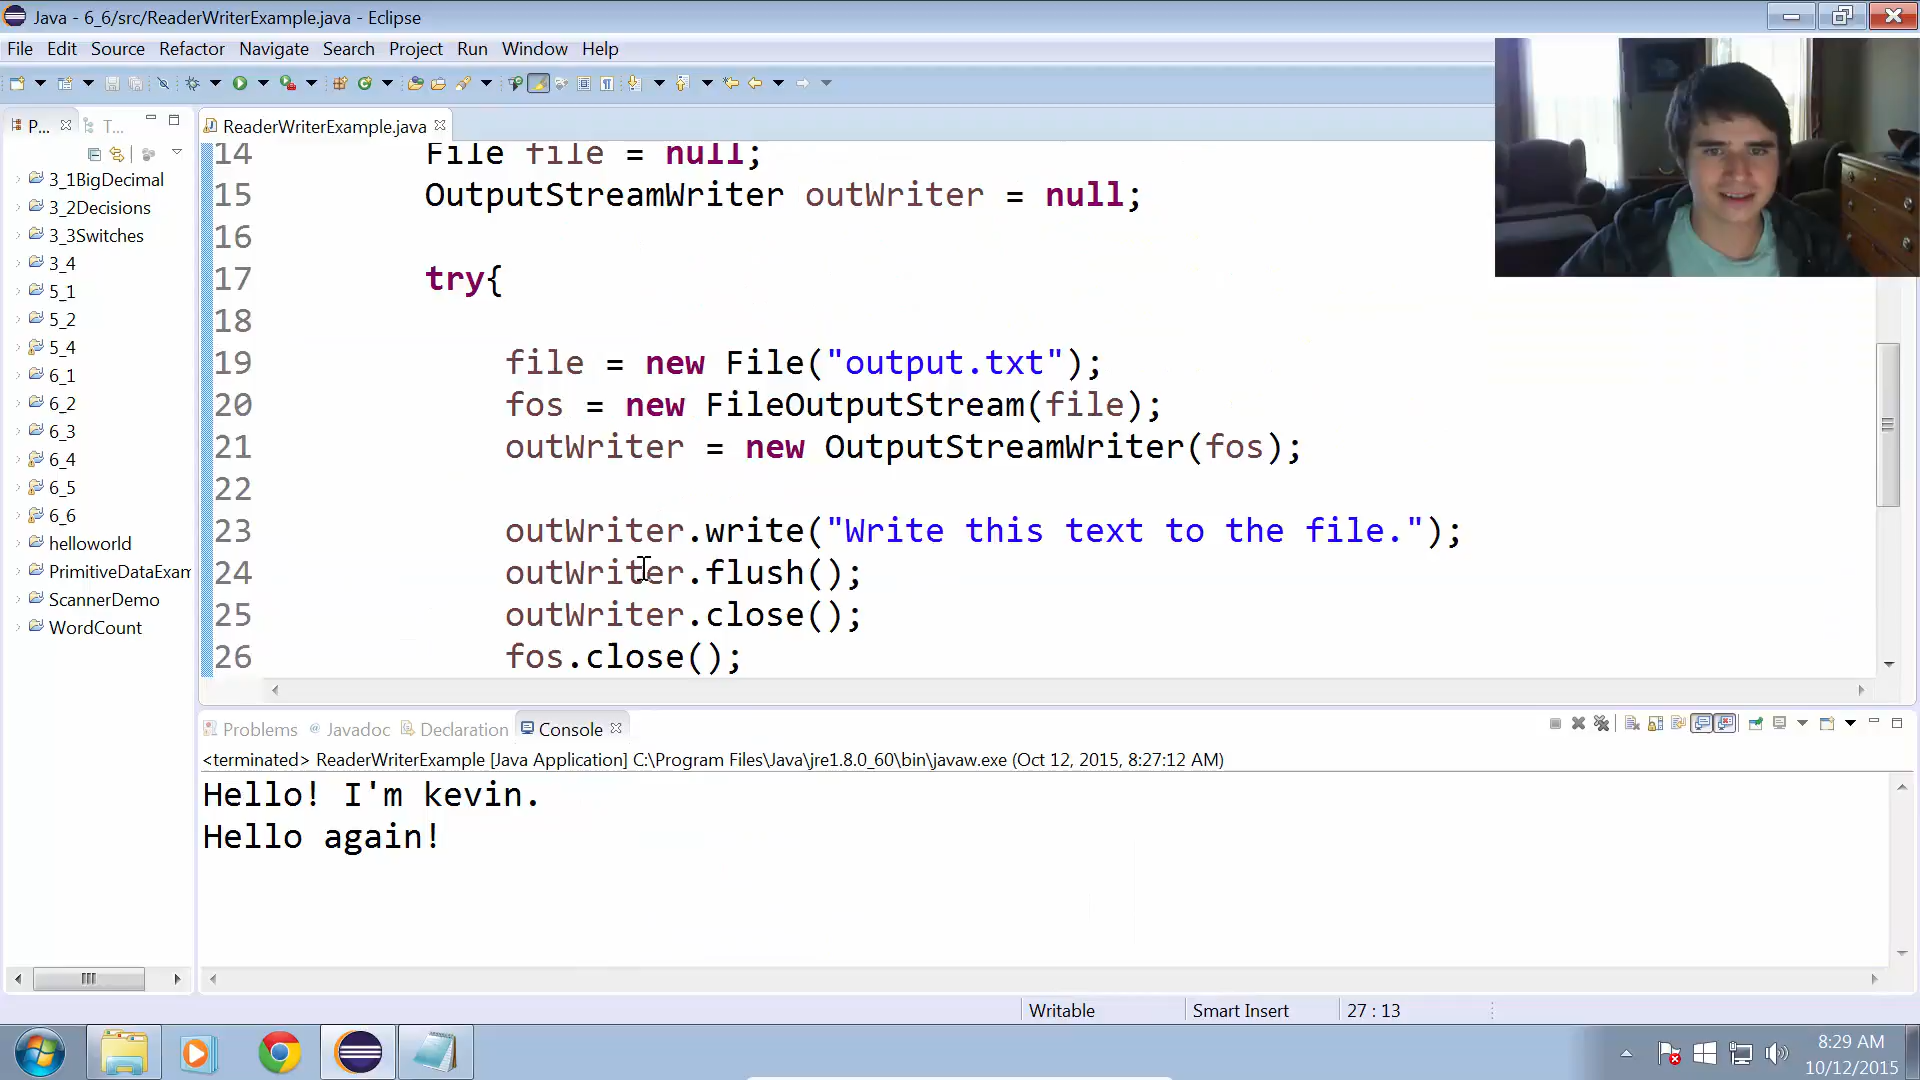 Java - 6_6/src/ReaderWriterExample.java - Eclipse
File Edit Source Refactor Navigate Search Project Run Window Help
P... T...
ReaderWriterExample.java
3_1BigDecimal
3_2Decisions
3_3Switches
3_4
5_1
5_2
5_4
6_1
6_2
6_3
6_4
6_5
6_6
helloworld
PrimitiveDataExam
ScannerDemo
WordCount
14 File file = null;
15 OutputStreamWriter outWriter = null;
16
17 try{
18
19 file = new File("output.txt");
20 fos = new FileOutputStream(file);
21 outWriter = new OutputStreamWriter(fos);
22
23 outWriter.write("Write this text to the file.");
24 outWriter.flush();
25 outWriter.close();
26 fos.close();
Problems @ Javadoc Declaration Console
<terminated> ReaderWriterExample [Java Application] C:\Program Files\Java\jre1.8.0_60\bin\javaw.exe (Oct 12, 2015, 8:27:12 AM)
Hello! I'm kevin.
Hello again!
Writable Smart Insert 27 : 13
8:29 AM
10/12/2015